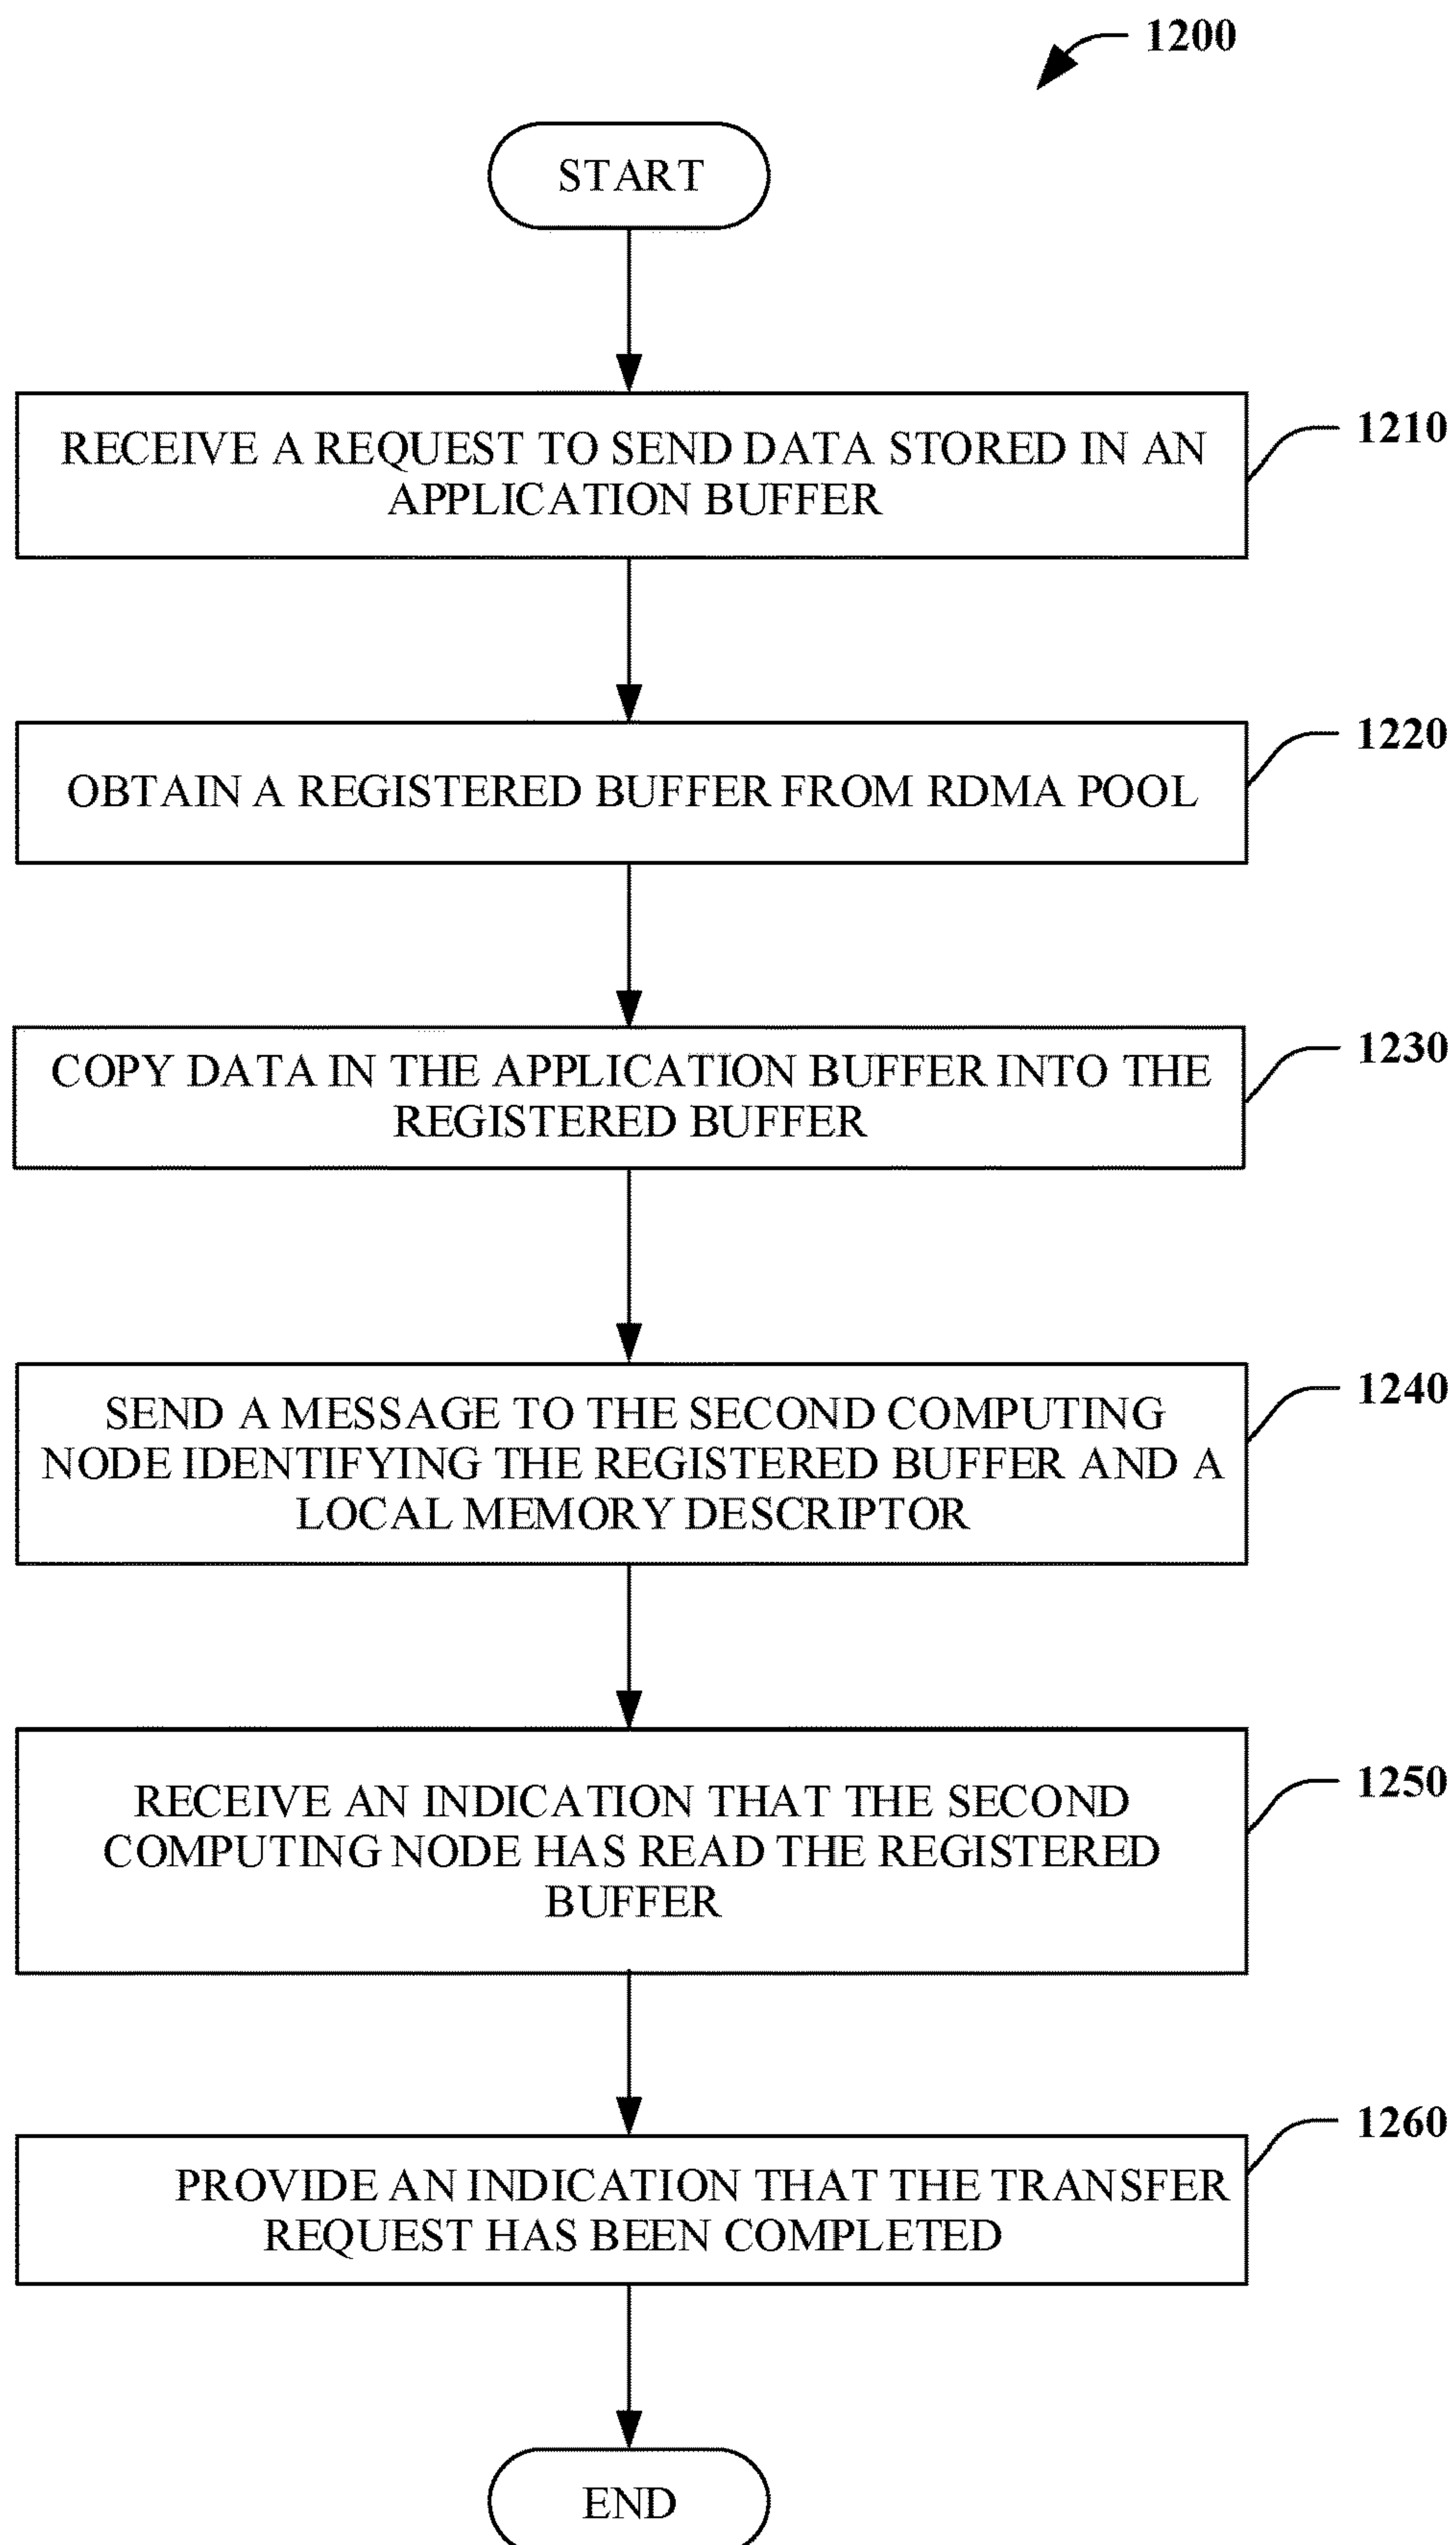 1200
START
RECEIVE A REQUEST TO SEND DATA STORED IN AN
APPLICATION BUFFER
1210
OBTAIN A REGISTERED BUFFER FROM RDMA POOL
1220
COPY DATA IN THE APPLICATION BUFFER INTO THE
REGISTERED BUFFER
1230
SEND A MESSAGE TO THE SECOND COMPUTING
NODE IDENTIFYING THE REGISTERED BUFFER AND A
LOCAL MEMORY DESCRIPTOR
1240
RECEIVE AN INDICATION THAT THE SECOND
COMPUTING NODE HAS READ THE REGISTERED
BUFFER
1250
PROVIDE AN INDICATION THAT THE TRANSFER
REQUEST HAS BEEN COMPLETED
1260
END